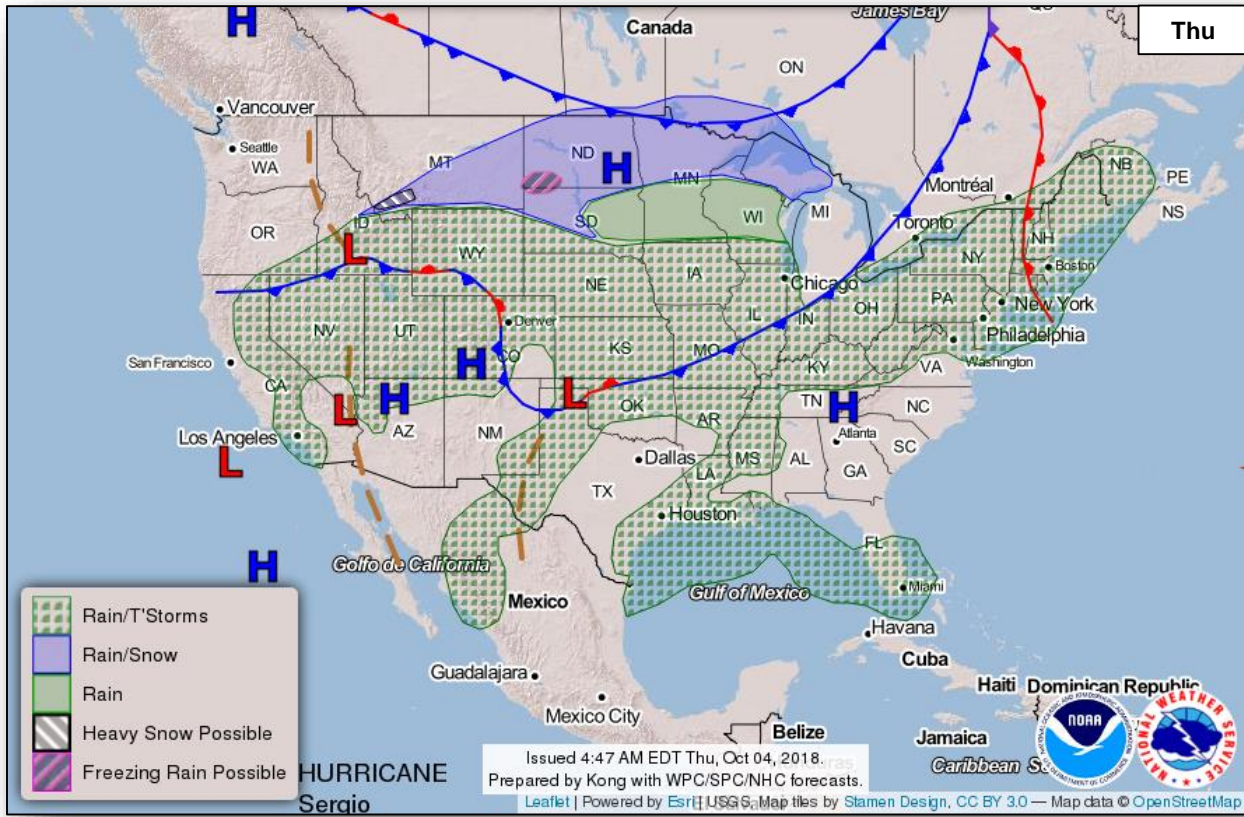 Thu
H
James Bay
Canada
ON
Vancouver
Seattle
WA
MT
ND
H
MN
Montréal
NB
PE
NS
OR
ID
SD
WI
MI
Toronto
NH
L
WY
NE
IA
Chicago
NY
Boston
New York
PA
OH
IL
IN
Philadelphia
NV
UT
Denver
CO
KS
MO
KY
VA
Washington
San Francisco
H
CA
L
H
L
OK
AR
TN
H
NC
Los Angeles
AZ
NM
Atlanta
SC
L
Dallas
MS
AL
GA
TX
LA
Houston
FL
H
Golfo de California
Miami
Gulf of Mexico
Mexico
Havana
Cuba
Guadalajara
Haiti
Dominican Republic
Mexico City
Belize
Jamaica
Rain/T'Storms
Rain/Snow
Rain
Heavy Snow Possible
Freezing Rain Possible
HURRICANE
Sergio
NOAA
NATIONAL WEATHER SERVICE
Issued 4:47 AM EDT Thu, Oct 04, 2018.
Prepared by Kong with WPC/SPC/NHC forecasts.
Caribbean
Leaflet | Powered by Esri | USGS, Map tiles by Stamen Design, CC BY 3.0 — Map data © OpenStreetMap